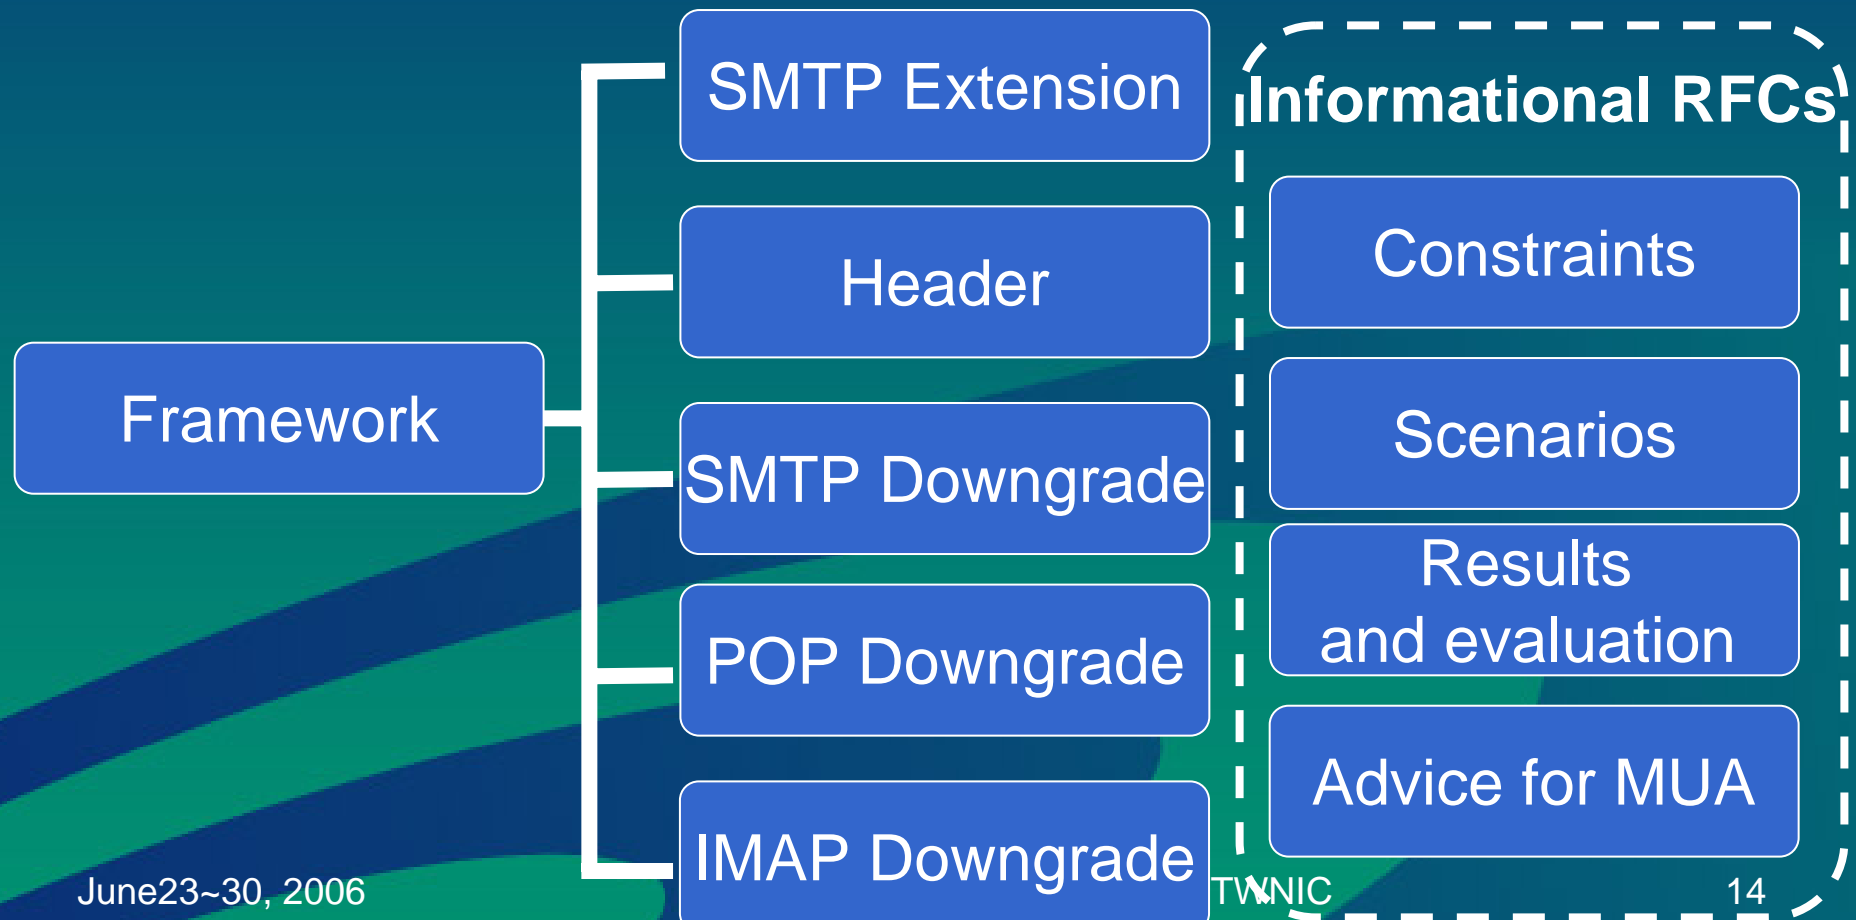 Framework
SMTP Extension
Header
SMTP Downgrade
POP Downgrade
IMAP Downgrade
Informational RFCs
Constraints
Scenarios
Results
and evaluation
Advice for MUA
June23~30, 2006
TWNIC
14